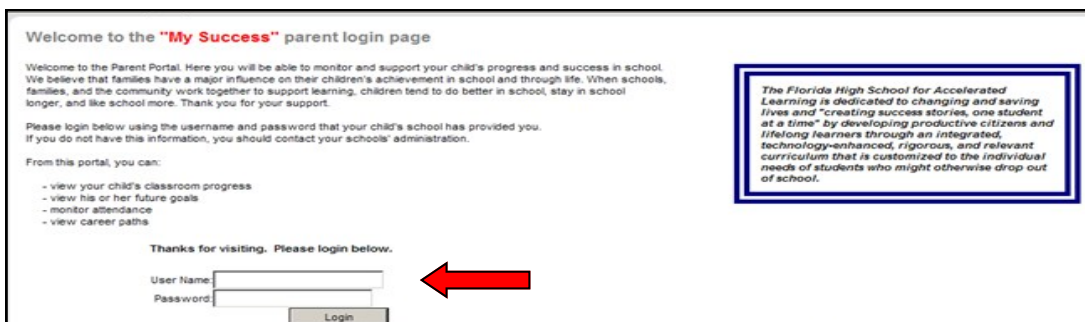 Welcome to the "My Success" parent login page
Welcome to the Parent Portal. Here you will be able to monitor and support your child's progress and success in school.
We believe that families have a major influence on their children's achievement in school and through life. When schools,
families, and the community work together to support learning, children tend to do better in school, stay in school
longer, and like school more. Thank you for your support.
Please login below using the username and password that your child's school has provided you.
If you do not have this information, you should contact your schools' administration.
From this portal, you can:
- view your child's classroom progress
- view his or her future goals
- monitor attendance
- view career paths
Thanks for visiting. Please login below.
User Name:
Password:
Login
The Florida High School for Accelerated
Learning is dedicated to changing and saving
lives and "creating success stories, one student
at a time" by developing productive citizens and
lifelong learners through an integrated,
technology-enhanced, rigorous, and relevant
curriculum that is customized to the individual
needs of students who might otherwise drop out
of school.